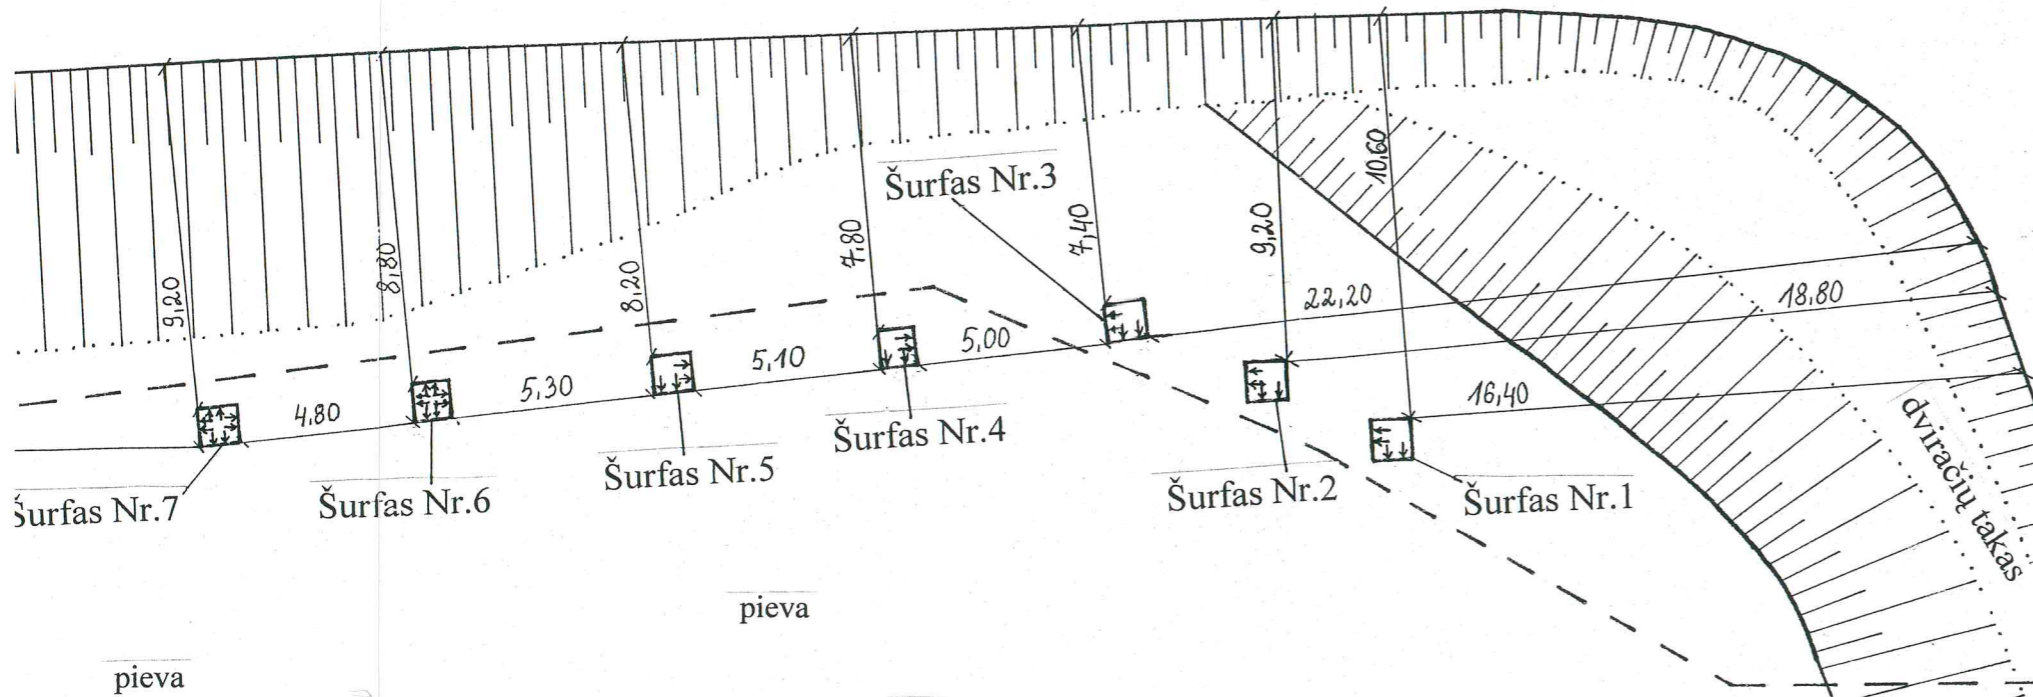 10,60
Šurfas Nr.3
9,20
8,80
8,20
7,80
7,40
9,20
22,20
18,80
5,00
5,10
5,30
4,80
16,40
Šurfas Nr.4
Šurfas Nr.5
Šurfas Nr.6
Šurfas Nr.7
Šurfas Nr.2
Šurfas Nr.1
dviračių takas
pieva
pieva